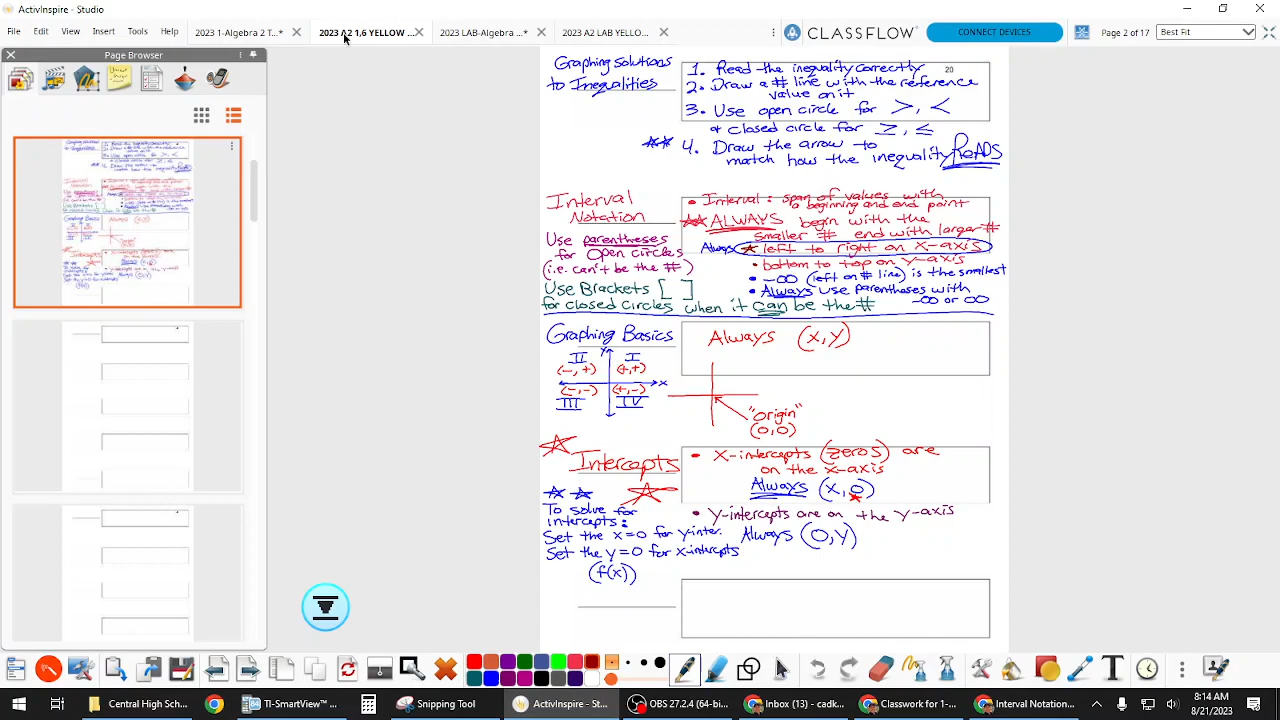 ActivInspire - Studio
File Edit View Insert Tools Help
2023 1-Algebra 2 T...* 2023 A2 1,6 YELLOW ... 2023 LAB-Algebra ...* 2023 A2 LAB YELLOW...
CLASSFLOW CONNECT DEVICES Page 2 of 17 Best Fit
Page Browser
20
Graphing solutions
to Inequalities
1. Read the inequality correctly
2. Draw a # line with the reference
value on it
3. Use open circle for >, <
& closed circle for ≥, ≤
4. Draw the arrow to
match how the inequality READS
Interval
Notation
Use parentheses
for open circles
(i.e. can't be the #)
Use Brackets [ ]
for closed circles when it can be the #
• Interval: span of values with
a beginning and end point
ALWAYS begin with the
smaller # end with larger #
Always left to right on X-axis
• bottom to top on y-axis
• -∞ (left on # line) is the smallest
• Always use parentheses with
-∞ or ∞
Graphing Basics
Always (x,y)
II I
(-,+) (+,+)
y
x
(-,-) (+,-)
III IV
"Origin"
(0,0)
Intercepts
• X-intercepts (zeros) are
on the x-axis
Always (x,0)
• Y-intercepts are on the y-axis
Always (0,y)
To solve for
intercepts:
Set the x=0 for y-inter.
Set the y=0 for x-intercepts
(f(x))
Central High Sch... TI-SmartView™ ... Snipping Tool ActivInspire - Stu... OBS 27.2.4 (64-bi... Inbox (13) - cadk... Classwork for 1-... Interval Notation...
8:14 AM
8/21/2023